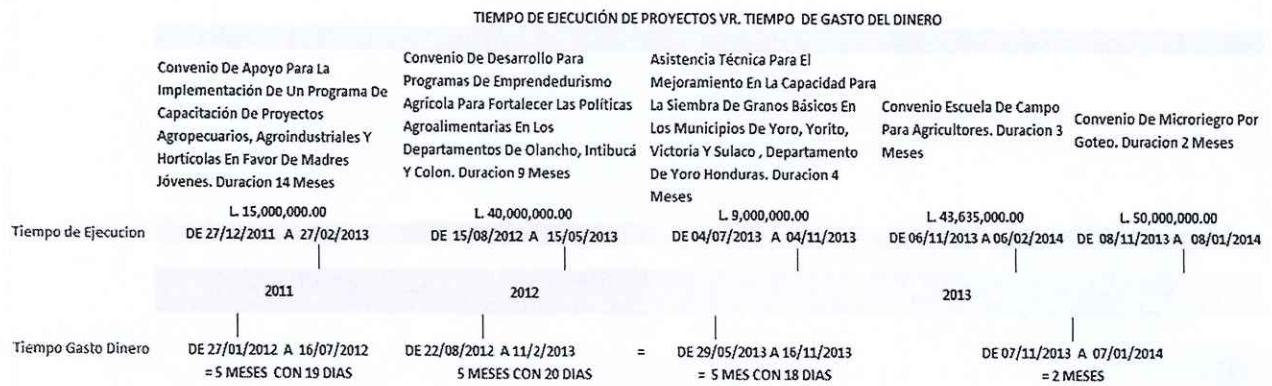 TIEMPO DE EJECUCIÓN DE PROYECTOS VR. TIEMPO DE GASTO DEL DINERO
Convenio De Apoyo Para La
Implementación De Un Programa De
Capacitación De Proyectos
Agropecuarios, Agroindustriales Y
Hortícolas En Favor De Madres
Jóvenes. Duracion 14 Meses
Convenio De Desarrollo Para
Programas De Emprendedurismo
Agrícola Para Fortalecer Las Políticas
Agroalimentarias En Los
Departamentos De Olancho, Intibucá
Y Colon. Duracion 9 Meses
Asistencia Técnica Para El
Mejoramiento En La Capacidad Para
La Siembra De Granos Básicos En
Los Municipios De Yoro, Yorito,
Victoria Y Sulaco , Departamento
De Yoro Honduras. Duracion 4
Meses
Convenio Escuela De Campo
Para Agricultores. Duracion 3
Meses
Convenio De Microriegro Por
Goteo. Duracion 2 Meses
L. 15,000,000.00 L. 40,000,000.00 L. 9,000,000.00 L. 43,635,000.00 L. 50,000,000.00
Tiempo de Ejecucion DE 27/12/2011 A 27/02/2013 DE 15/08/2012 A 15/05/2013 DE 04/07/2013 A 04/11/2013 DE 06/11/2013 A 06/02/2014 DE 08/11/2013 A 08/01/2014
2011 2012 2013
Tiempo Gasto Dinero DE 27/01/2012 A 16/07/2012 DE 22/08/2012 A 11/2/2013 = DE 29/05/2013 A 16/11/2013 DE 07/11/2013 A 07/01/2014
= 5 MESES CON 19 DIAS 5 MESES CON 20 DIAS = 5 MES CON 18 DIAS = 2 MESES